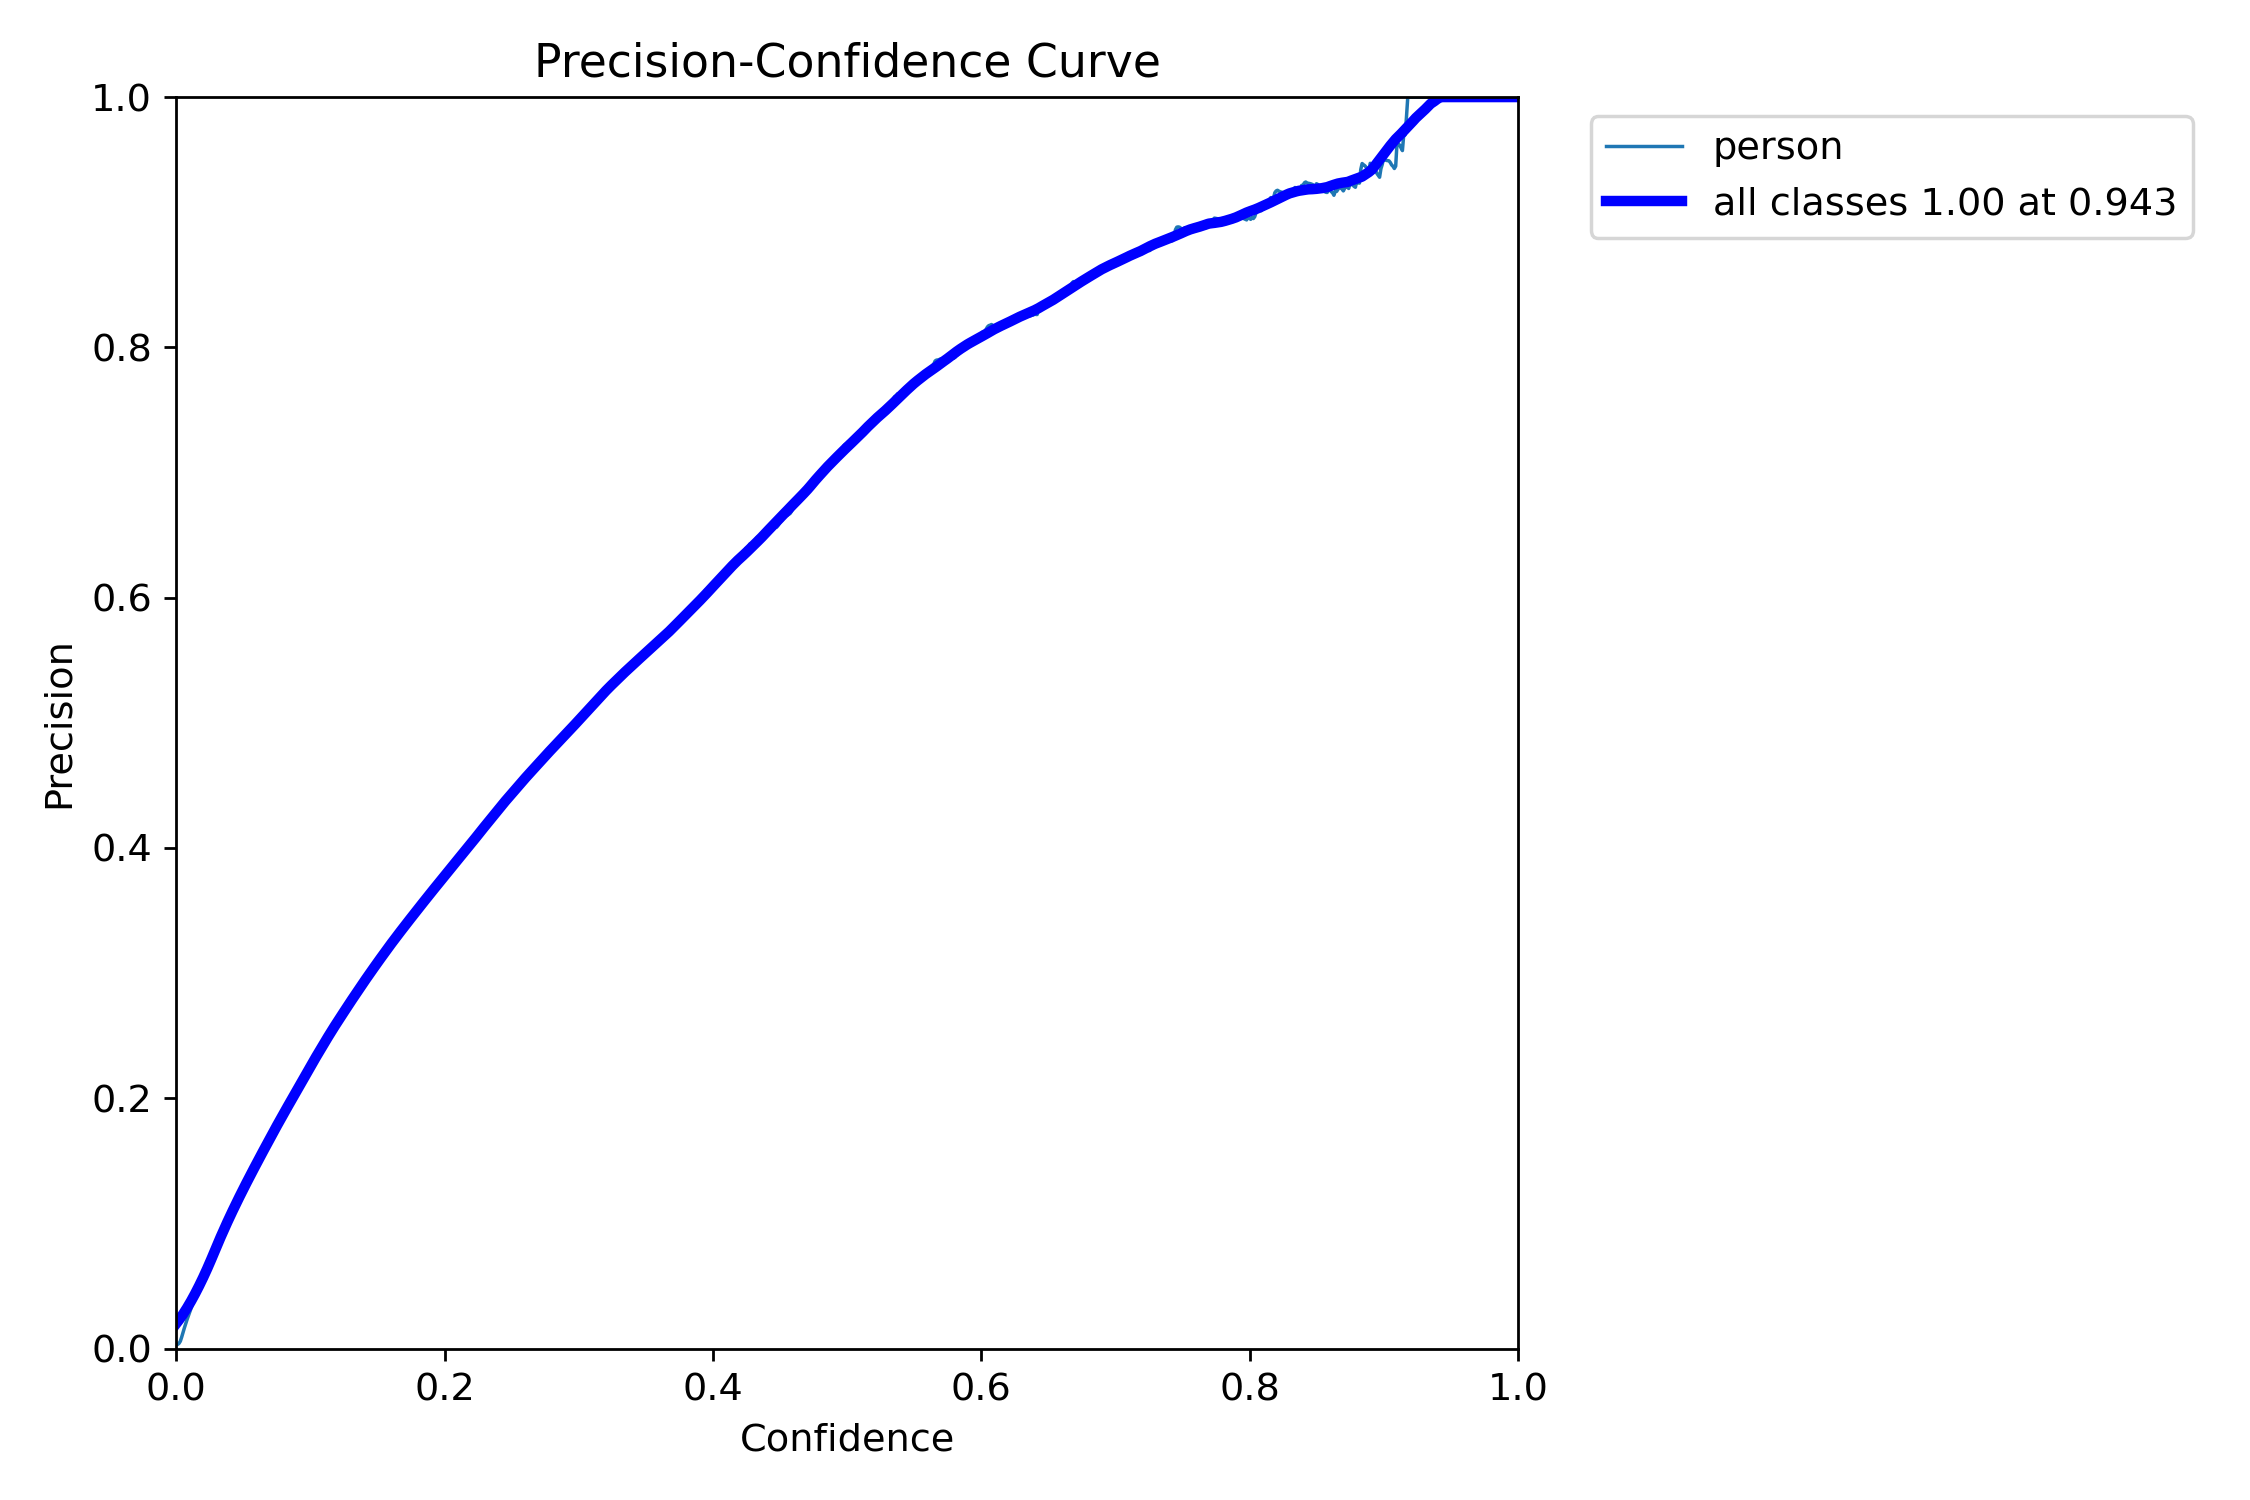 Precision-Confidence Curve
person
all classes 1.00 at 0.943
Precision
1.0
0.8
0.6
0.4
0.2
0.0
0.0 0.2 0.4 0.6 0.8 1.0
Confidence